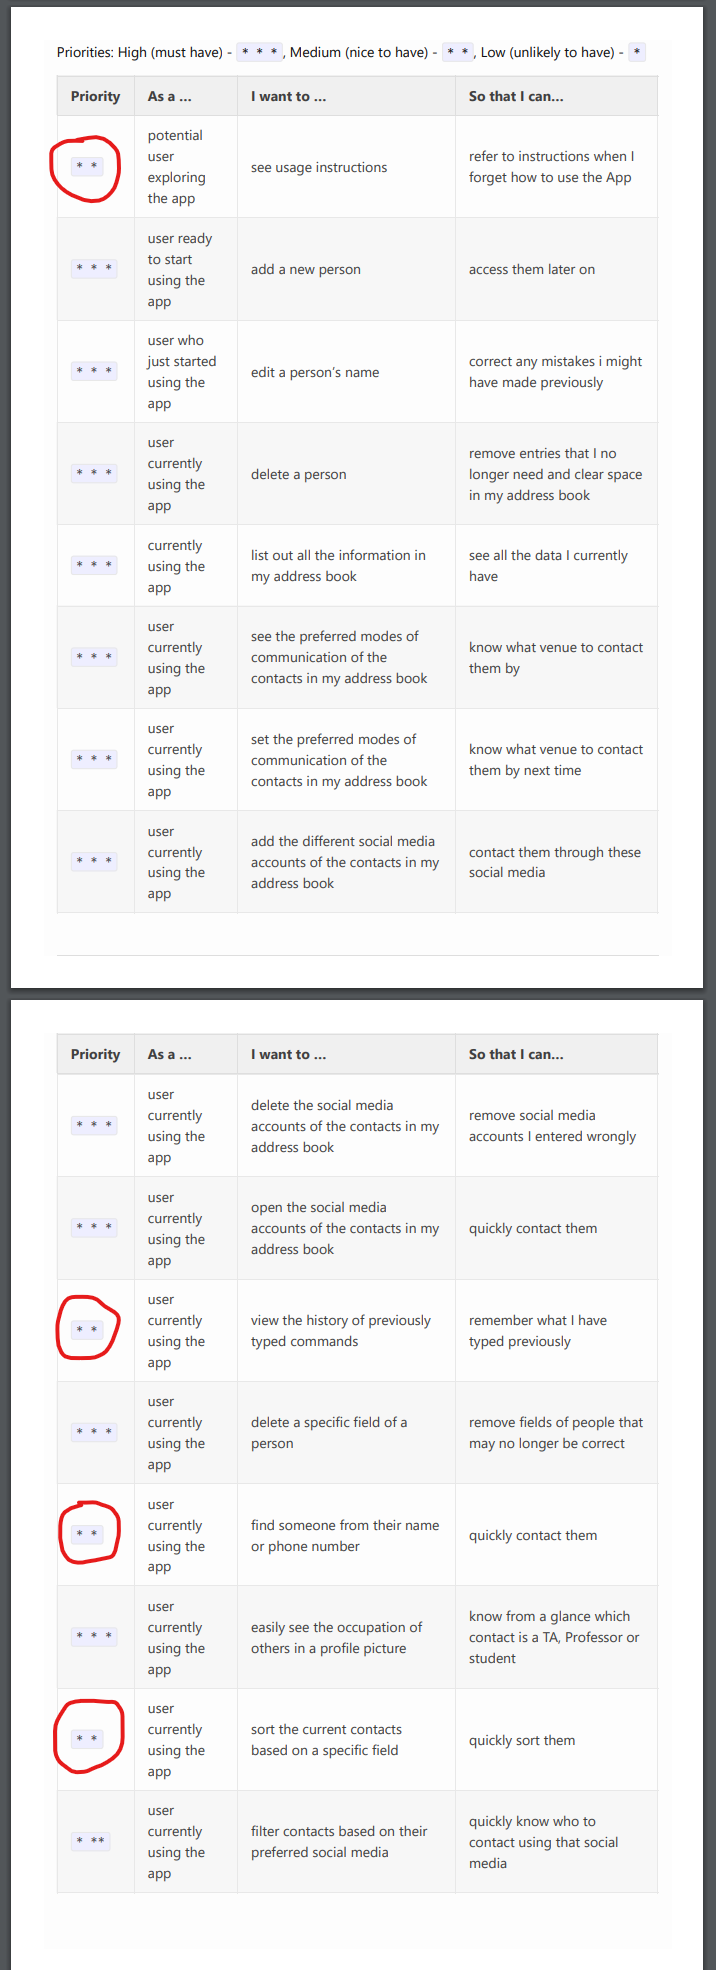 Priorities: High (must have) - * * *, Medium (nice to have) - * *, Low (unlikely to have) - *
Priority As a ... I want to ... So that I can...
* * potential user exploring the app see usage instructions refer to instructions when I forget how to use the App
* * * user ready to start using the app add a new person access them later on
* * * user who just started using the app edit a person's name correct any mistakes i might have made previously
* * * user currently using the app delete a person remove entries that I no longer need and clear space in my address book
* * * currently using the app list out all the information in my address book see all the data I currently have
* * * user currently using the app see the preferred modes of communication of the contacts in my address book know what venue to contact them by
* * * user currently using the app set the preferred modes of communication of the contacts in my address book know what venue to contact them by next time
* * * user currently using the app add the different social media accounts of the contacts in my address book contact them through these social media
Priority As a ... I want to ... So that I can...
* * * user currently using the app delete the social media accounts of the contacts in my address book remove social media accounts I entered wrongly
* * * user currently using the app open the social media accounts of the contacts in my address book quickly contact them
* * user currently using the app view the history of previously typed commands remember what I have typed previously
* * * user currently using the app delete a specific field of a person remove fields of people that may no longer be correct
* * user currently using the app find someone from their name or phone number quickly contact them
* * * user currently using the app easily see the occupation of others in a profile picture know from a glance which contact is a TA, Professor or student
* * user currently using the app sort the current contacts based on a specific field quickly sort them
* ** user currently using the app filter contacts based on their preferred social media quickly know who to contact using that social media